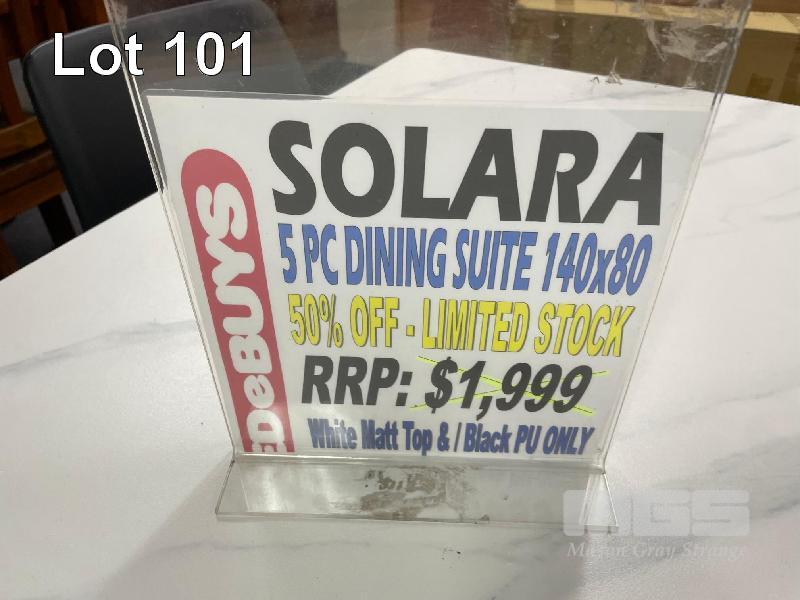 Lot 101
SOLARA
5 PC DINING SUITE 140x80
50% OFF - LIMITED STOCK
RRP: $1,999
White Matt Top & / Black PU ONLY
DeBUYS
MGS
Mason Gray Strange